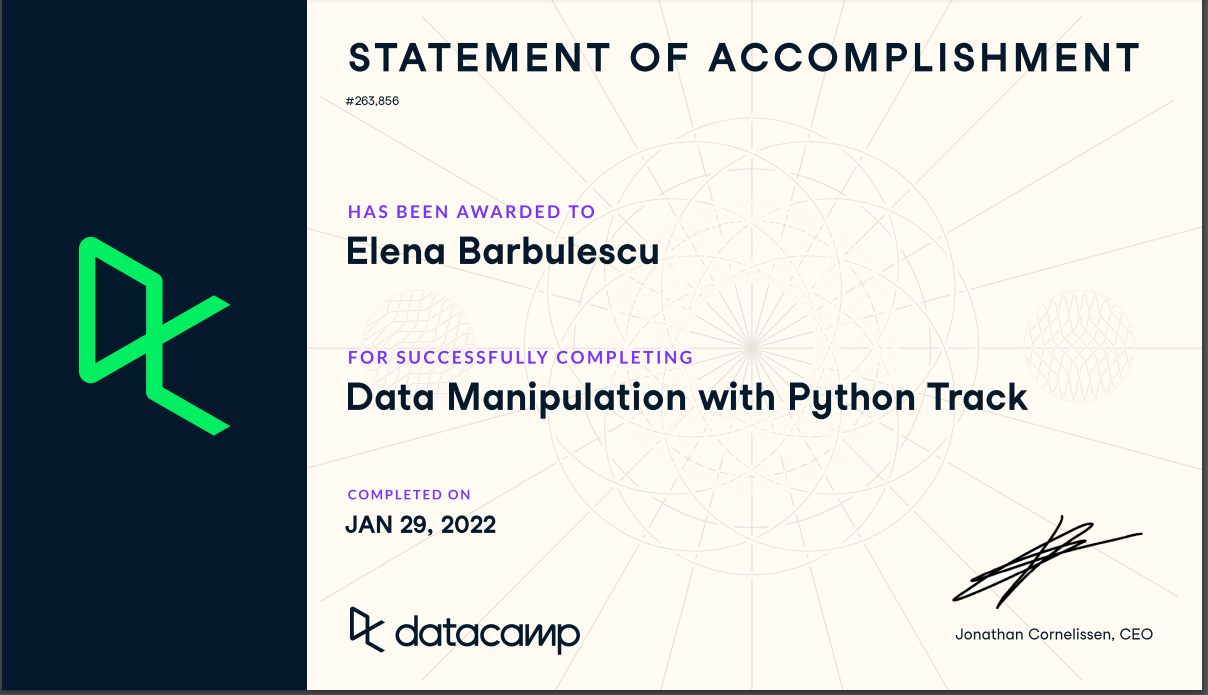 STATEMENT OF ACCOMPLISHMENT
#263,856
HAS BEEN AWARDED TO
Elena Barbulescu
FOR SUCCESSFULLY COMPLETING
Data Manipulation with Python Track
COMPLETED ON
JAN 29, 2022
datacamp
Jonathan Cornelissen, CEO